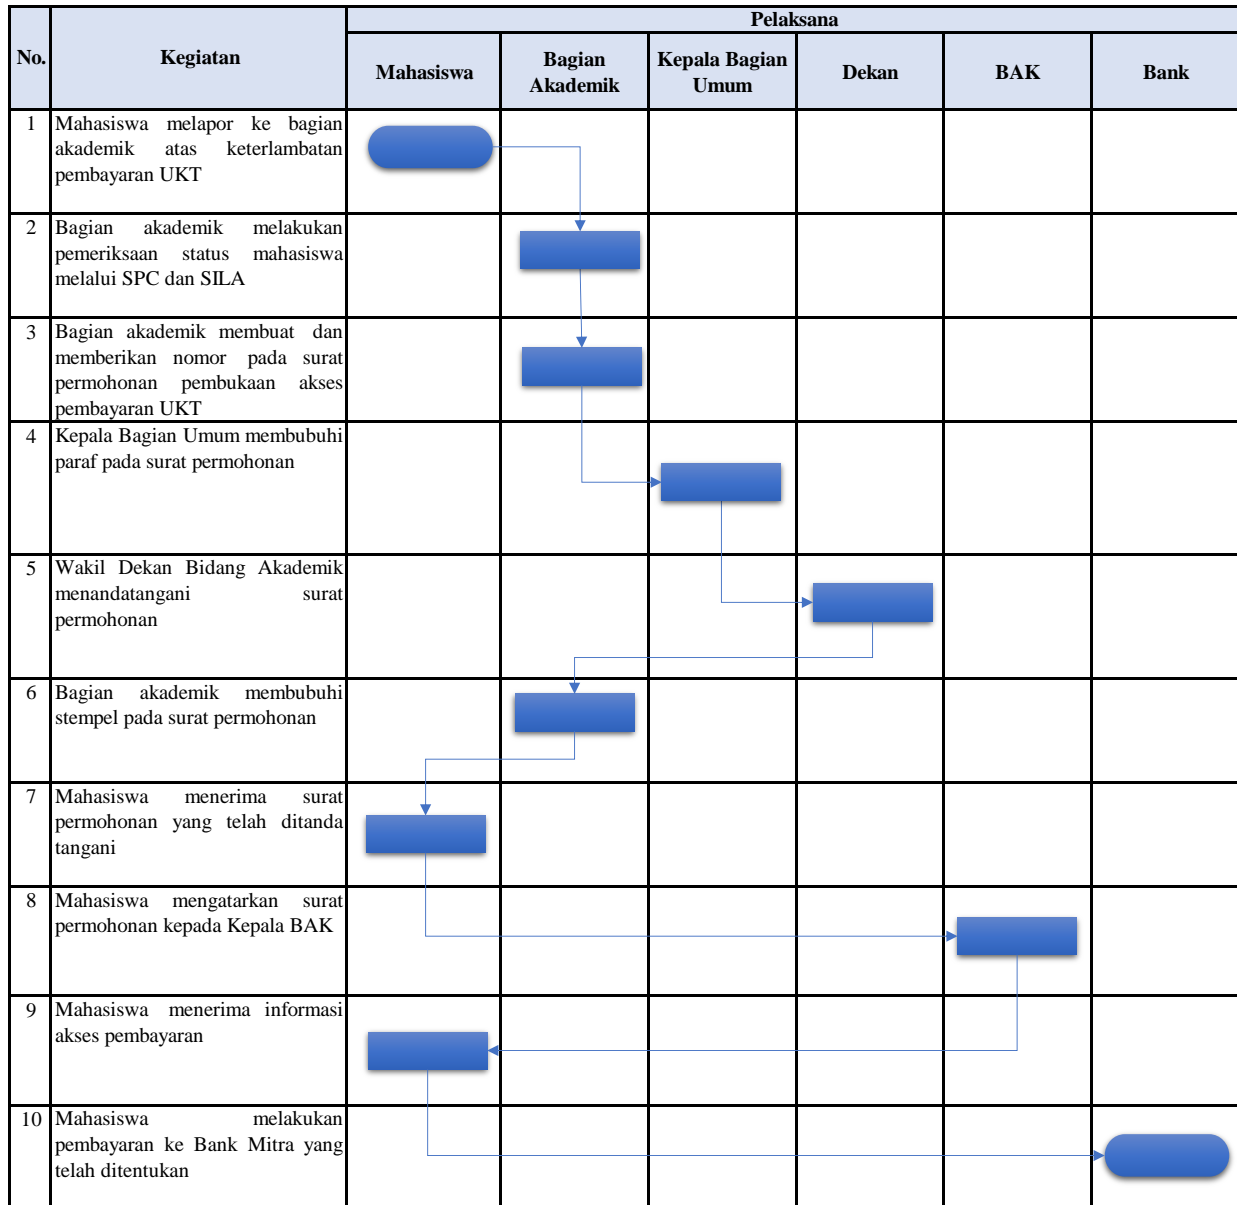 Pelaksana
No.
Kegiatan
Mahasiswa
Bagian
Akademik
Kepala Bagian
Umum
Dekan
BAK
Bank
1
Mahasiswa melapor ke bagian
akademik atas keterlambatan
pembayaran UKT
2
Bagian akademik melakukan
pemeriksaan status mahasiswa
melalui SPC dan SILA
3
Bagian akademik membuat dan
memberikan nomor pada surat
permohonan pembukaan akses
pembayaran UKT
4
Kepala Bagian Umum membubuhi
paraf pada surat permohonan
5
Wakil Dekan Bidang Akademik
menandatangani surat
permohonan
6
Bagian akademik membubuhi
stempel pada surat permohonan
7
Mahasiswa menerima surat
permohonan yang telah ditanda
tangani
8
Mahasiswa mengatarkan surat
permohonan kepada Kepala BAK
9
Mahasiswa menerima informasi
akses pembayaran
10
Mahasiswa melakukan
pembayaran ke Bank Mitra yang
telah ditentukan